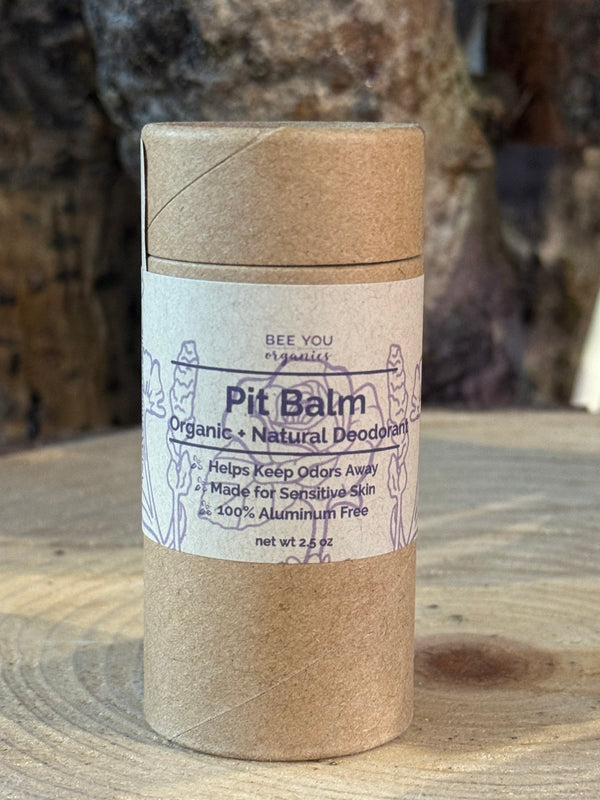 BEE YOU
organics
Pit Balm
Organic + Natural Deodorant
Helps Keep Odors Away
Made for Sensitive Skin
100% Aluminum Free
net wt 2.5 oz